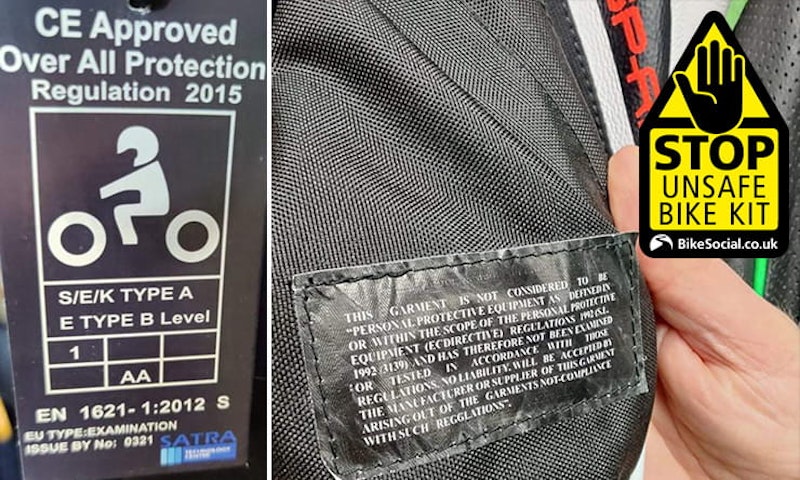 CE Approved
Over All Protection
Regulation 2015
S/E/K TYPE A
E TYPE B Level
1
AA
EN 1621-1:2012 S
EU TYPE:EXAMINATION
ISSUE BY No: 0321
SATRA
TECHNOLOGY
CENTRE
SPAR
THIS GARMENT IS NOT CONSIDERED TO BE
"PERSONAL PROTECTIVE EQUIPMENT AS DEFINED IN
OR WITHIN THE SCOPE OF THE PERSONAL PROTECTIVE
EQUIPMENT (ECDIRECTIVE) REGULATIONS 1992 (S.L
1992 /3139) AND HAS THEREFORE NOT BEEN EXAMINED
OR TESTED IN ACCORDANCE WITH THOSE
REGULATIONS. NO LIABILITY. WILL BE ACCEPTED BY
THE MANUFACTURER OR SUPPLIER OF THIS GARMENT
ARISING OUT OF THE GARMENTS NOT-COMPLIANCE
WITH SUCH REGGLATIONS".
STOP
UNSAFE
BIKE KIT
BikeSocial.co.uk